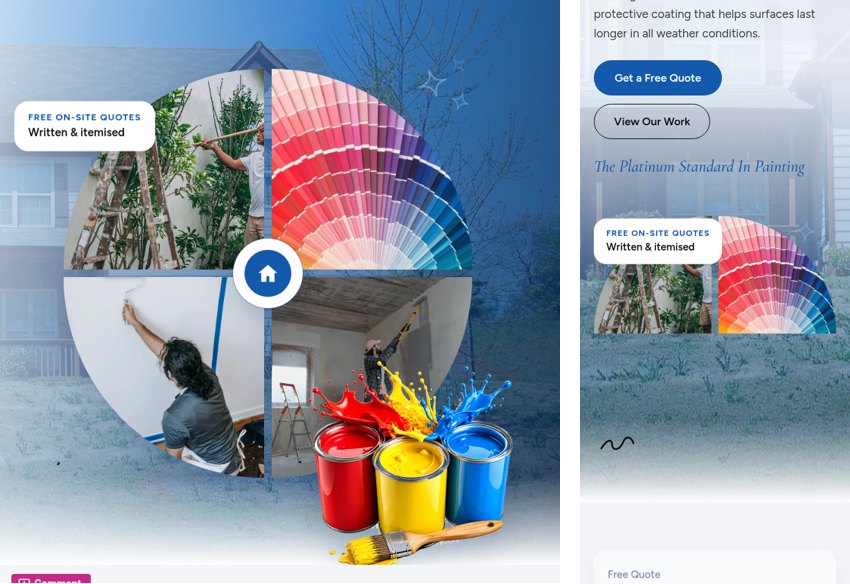 FREE ON-SITE QUOTES
Written & itemised
Comment
protective coating that helps surfaces last
longer in all weather conditions.
Get a Free Quote
View Our Work
The Platinum Standard In Painting
FREE ON-SITE QUOTES
Written & itemised
Free Quote